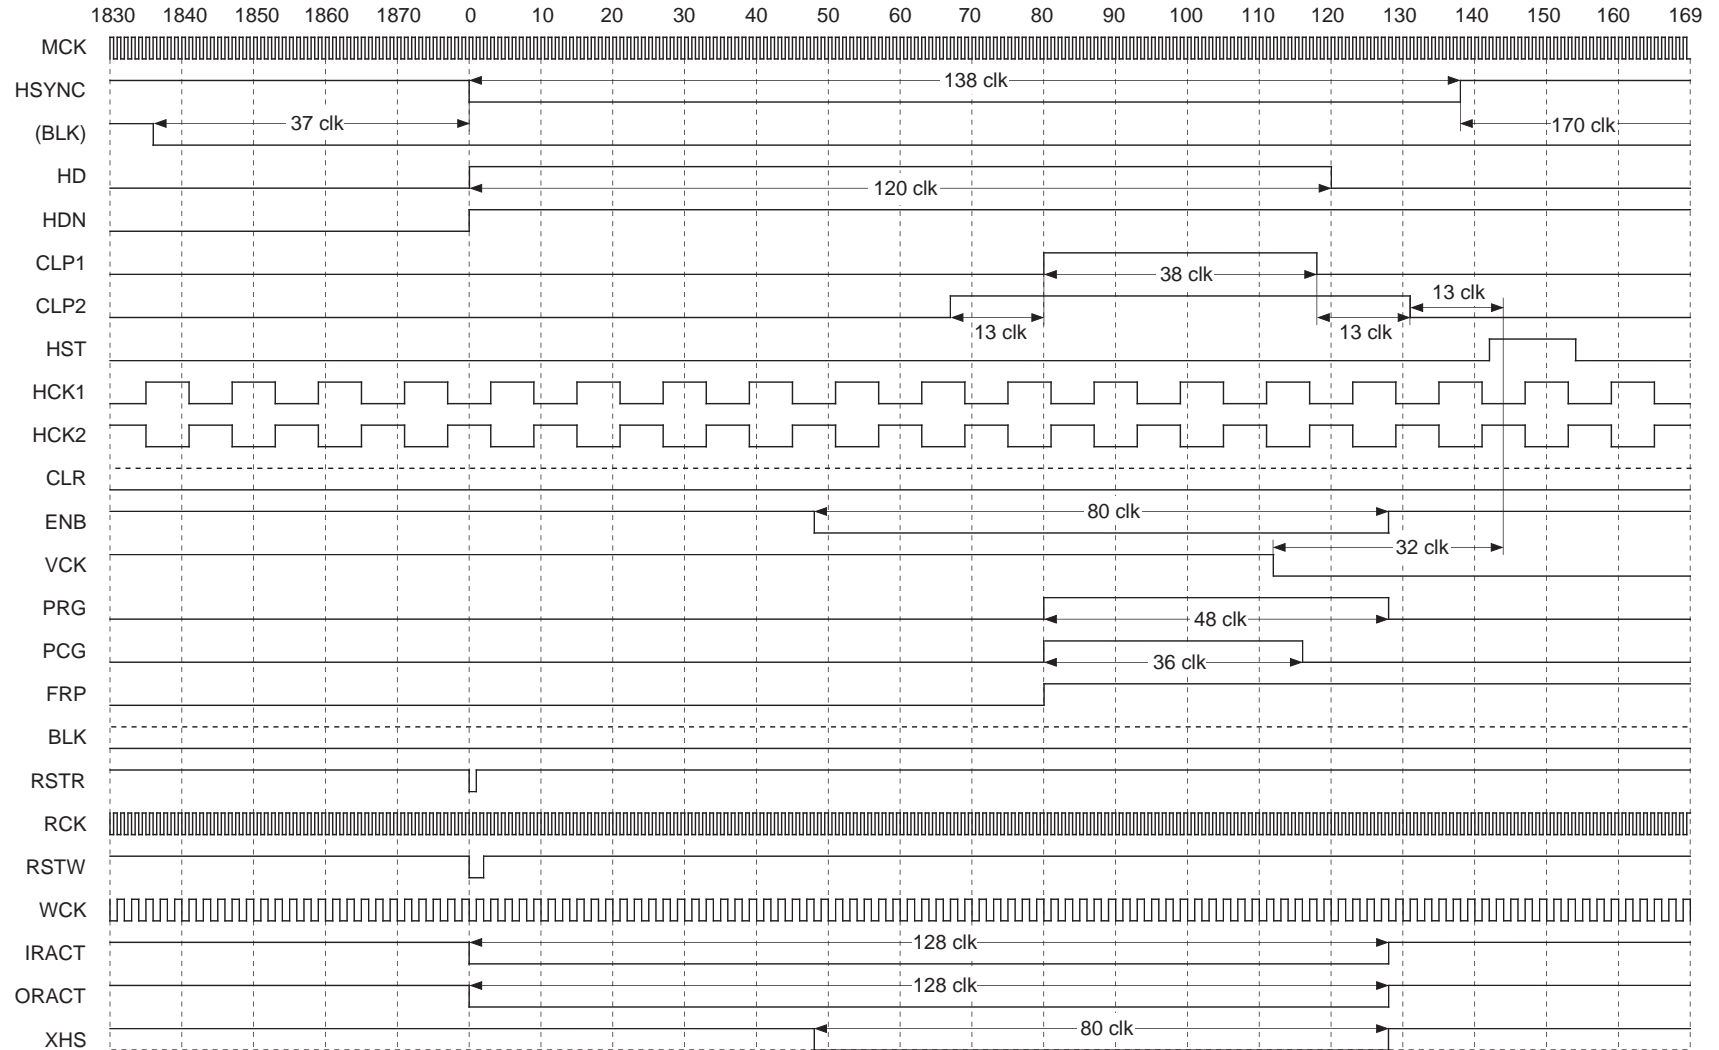 1830 1840 1850 1860 1870 0 10 20 30 40 50 60 70 80 90 100 110 120 130 140 150 160 169
MCK
HSYNC 138 clk
(BLK) 37 clk 170 clk
HD 120 clk
HDN
CLP1 38 clk
CLP2 13 clk 13 clk 13 clk
HST
HCK1
HCK2
CLR
ENB 80 clk
VCK 32 clk
PRG 48 clk
PCG 36 clk
FRP
BLK
RSTR
RCK
RSTW
WCK
IRACT 128 clk
ORACT 128 clk
XHS 80 clk